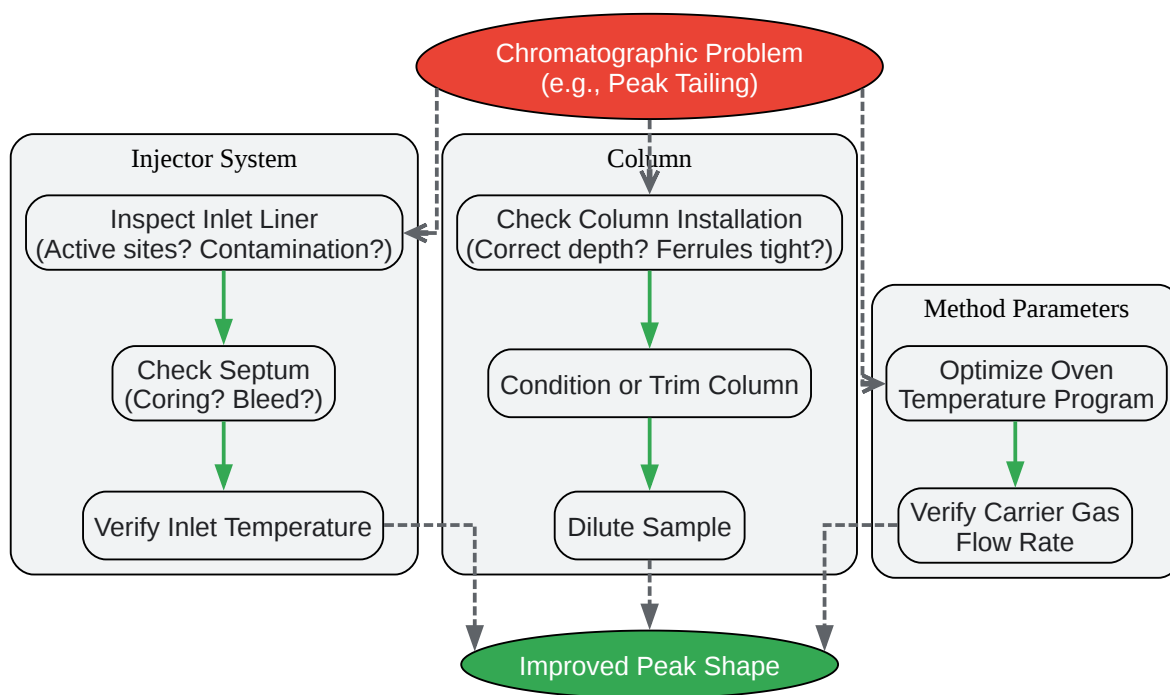 Chromatographic Problem
(e.g., Peak Tailing)
Injector System
Inspect Inlet Liner
(Active sites? Contamination?)
Check Septum
(Coring? Bleed?)
Verify Inlet Temperature
Column
Check Column Installation
(Correct depth? Ferrules tight?)
Condition or Trim Column
Dilute Sample
Method Parameters
Optimize Oven
Temperature Program
Verify Carrier Gas
Flow Rate
Improved Peak Shape